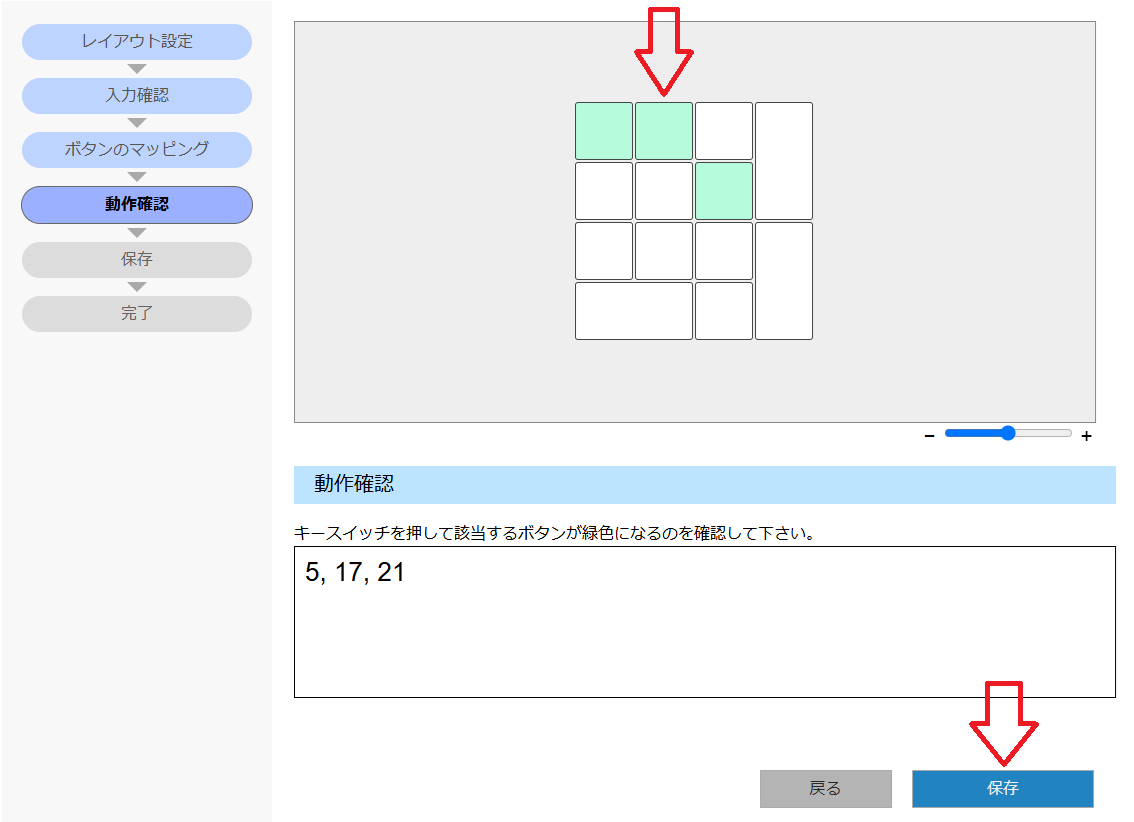 レイアウト設定
入力確認
ボタンのマッピング
動作確認
保存
完了
− +
動作確認
キースイッチを押して該当するボタンが緑色になるのを確認して下さい。
5, 17, 21
戻る 保存